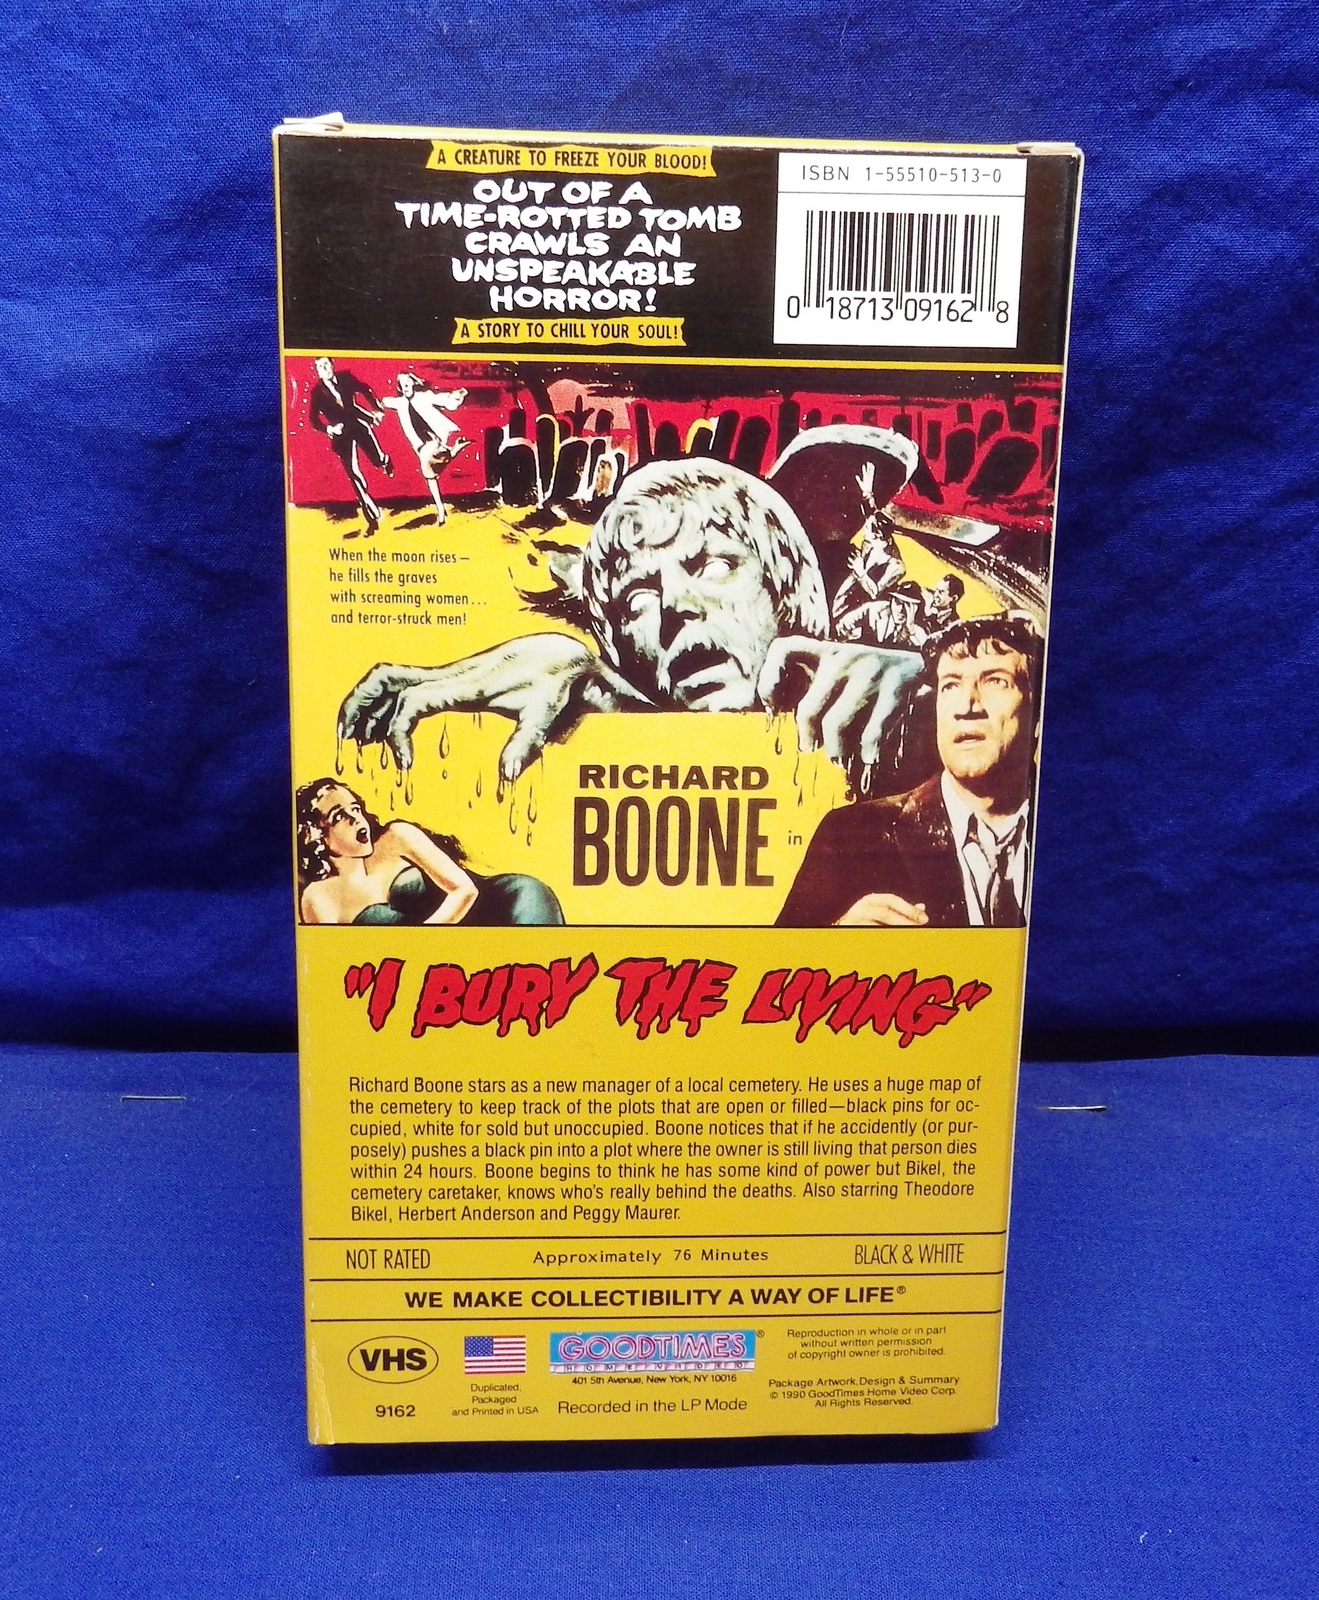 A CREATURE TO FREEZE YOUR BLOOD!
OUT OF A
TIME-ROTTED TOMB
CRAWLS AN
UNSPEAKABLE
HORROR!
A STORY TO CHILL YOUR SOUL!
ISBN 1-55510-513-0
0 18713 09162 8
When the moon rises—
he fills the graves
with screaming women...
and terror-struck men!
RICHARD
BOONE in
"I BURY THE LIVING"
Richard Boone stars as a new manager of a local cemetery. He uses a huge map of
the cemetery to keep track of the plots that are open or filled—black pins for oc-
cupied, white for sold but unoccupied. Boone notices that if he accidently (or pur-
posely) pushes a black pin into a plot where the owner is still living that person dies
within 24 hours. Boone begins to think he has some kind of power but Bikel, the
cemetery caretaker, knows who's really behind the deaths. Also starring Theodore
Bikel, Herbert Anderson and Peggy Maurer.
NOT RATED Approximately 76 Minutes BLACK & WHITE
WE MAKE COLLECTIBILITY A WAY OF LIFE®
VHS
9162
Duplicated,
Packaged
and Printed in USA
GOODTIMES®
HOME VIDEO
401 5th Avenue, New York, NY 10016
Recorded in the LP Mode
Reproduction in whole or in part
without written permission
of copyright owner is prohibited.
Package Artwork, Design & Summary
© 1990 GoodTimes Home Video Corp.
All Rights Reserved.